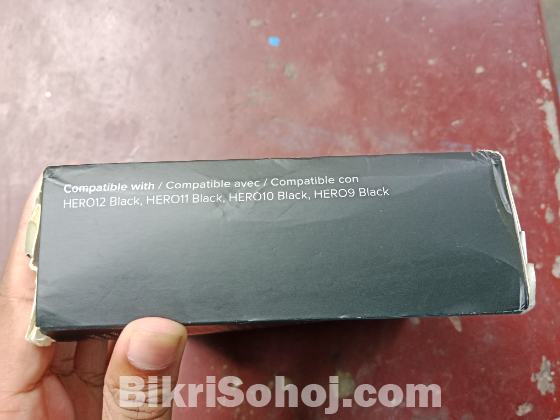 Compatible with / Compatible avec / Compatible con
HERO12 Black, HERO11 Black, HERO10 Black, HERO9 Black
BikriSohoj.com